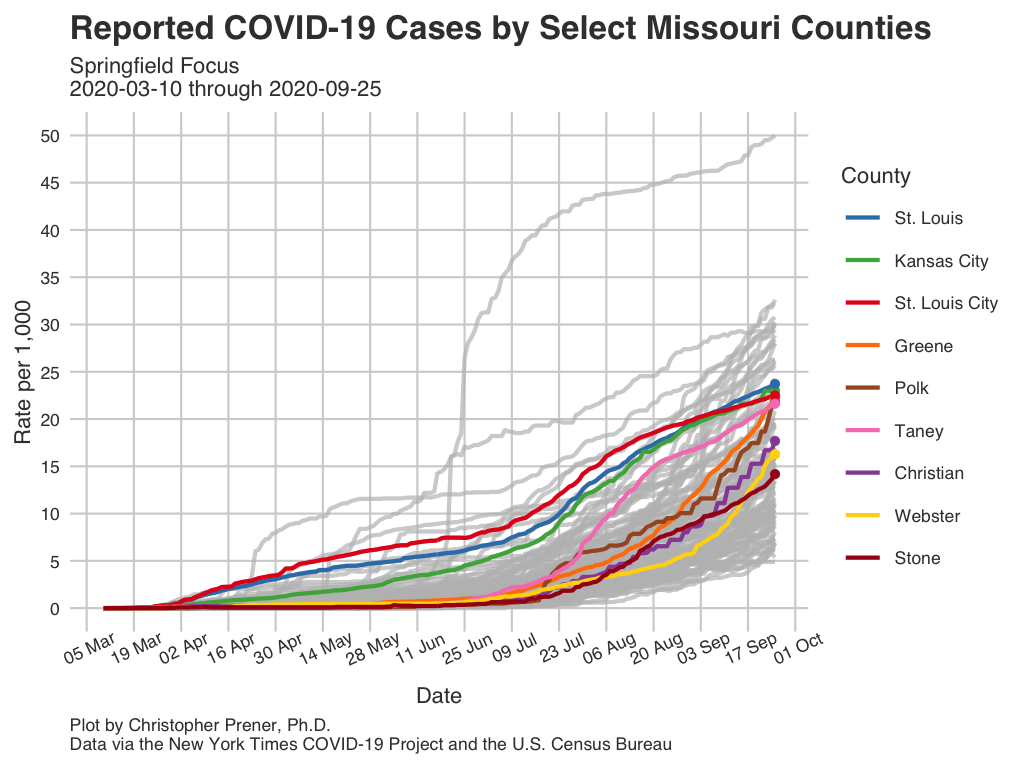 Reported COVID-19 Cases by Select Missouri Counties
Springfield Focus
2020-03-10 through 2020-09-25
Rate per 1,000
50
45
40
35
30
25
20
15
10
5
0
05 Mar
19 Mar
02 Apr
16 Apr
30 Apr
14 May
28 May
11 Jun
25 Jun
09 Jul
23 Jul
06 Aug
20 Aug
03 Sep
17 Sep
01 Oct
Date
County
St. Louis
Kansas City
St. Louis City
Greene
Polk
Taney
Christian
Webster
Stone
Plot by Christopher Prener, Ph.D.
Data via the New York Times COVID-19 Project and the U.S. Census Bureau